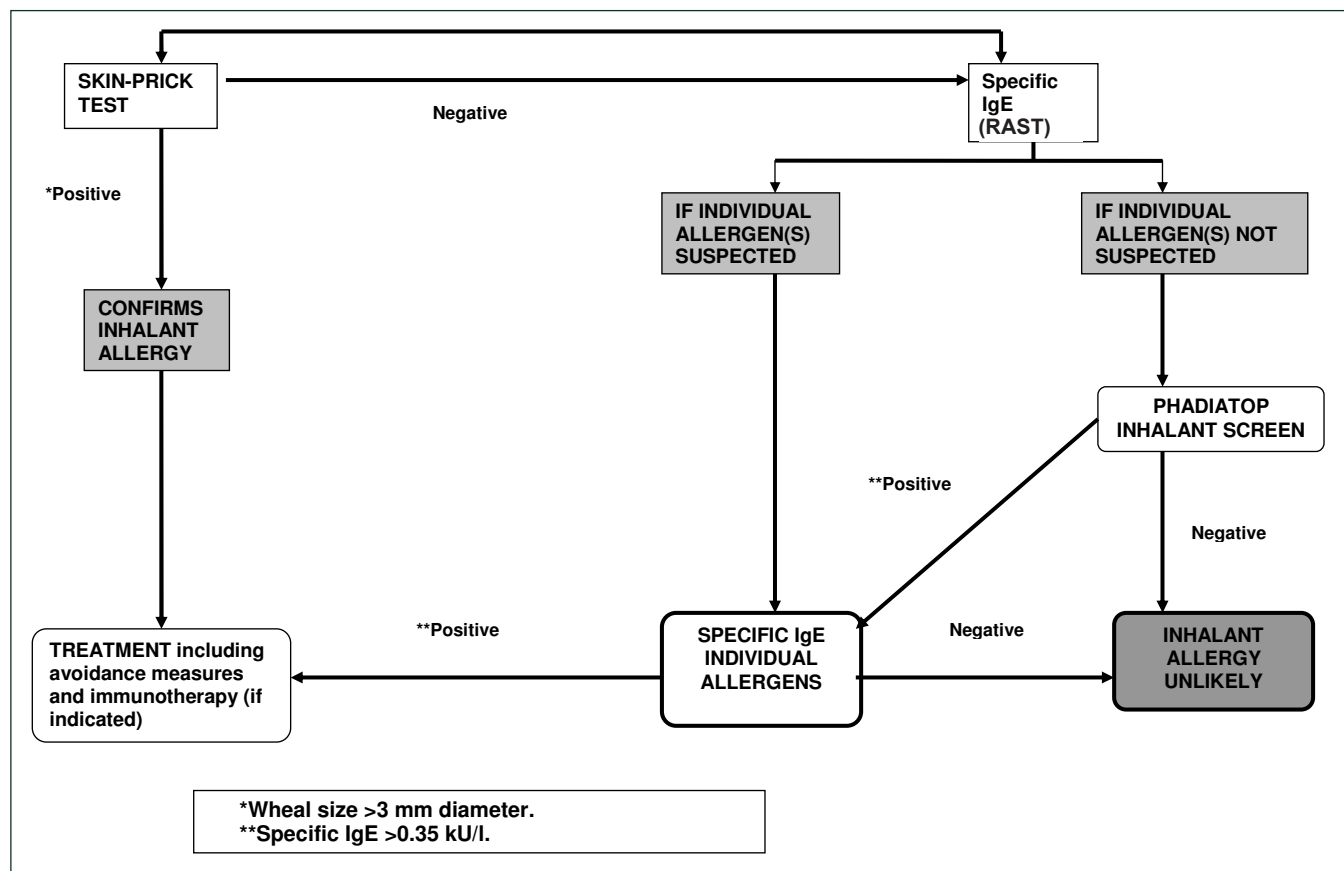 SKIN-PRICK
TEST
Negative
Specific
IgE
(RAST)
*Positive
IF INDIVIDUAL
ALLERGEN(S)
SUSPECTED
IF INDIVIDUAL
ALLERGEN(S) NOT
SUSPECTED
CONFIRMS
INHALANT
ALLERGY
PHADIATOP
INHALANT SCREEN
**Positive
Negative
TREATMENT including
avoidance measures
and immunotherapy (if
indicated)
**Positive
SPECIFIC IgE
INDIVIDUAL
ALLERGENS
Negative
INHALANT
ALLERGY
UNLIKELY
*Wheal size >3 mm diameter.
**Specific IgE >0.35 kU/l.